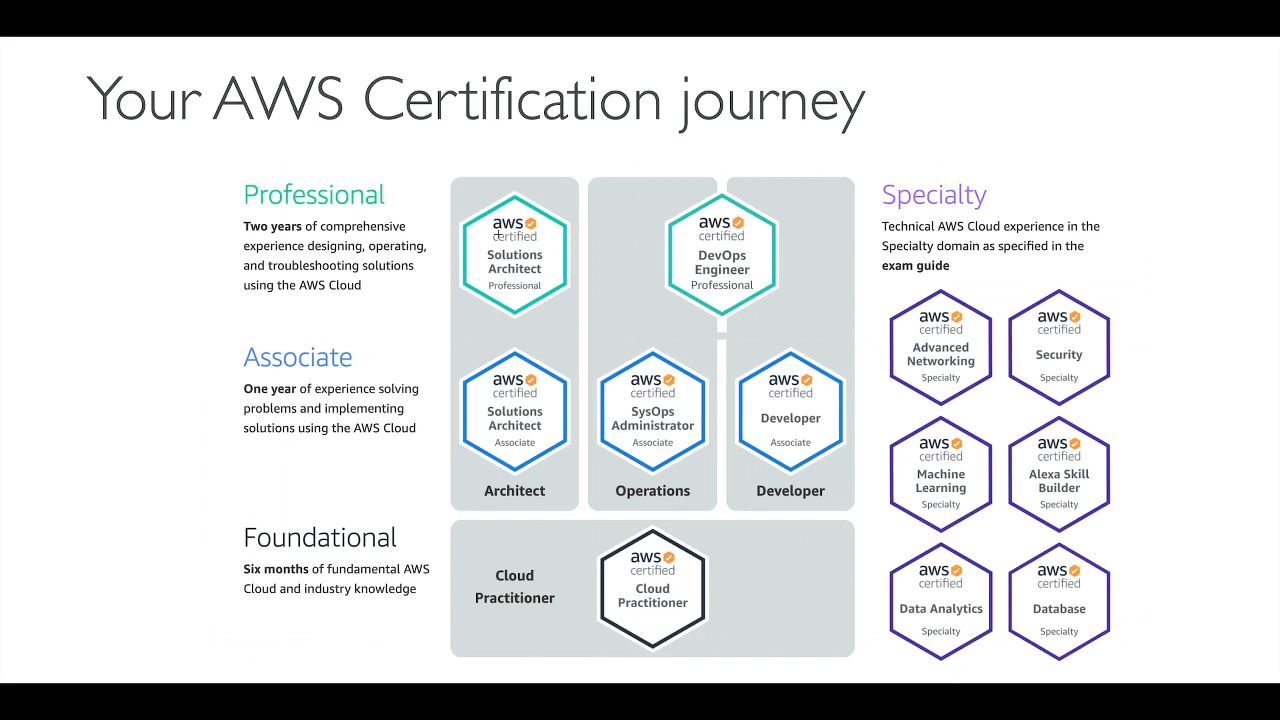 Your AWS Certification journey
Professional
Two years of comprehensive
experience designing, operating,
and troubleshooting solutions
using the AWS Cloud
aws
certified
Solutions
Architect
Professional
aws
certified
DevOps
Engineer
Professional
Associate
One year of experience solving
problems and implementing
solutions using the AWS Cloud
aws
certified
Solutions
Architect
Associate
aws
certified
SysOps
Administrator
Associate
aws
certified
Developer
Associate
Architect
Operations
Developer
Foundational
Six months of fundamental AWS
Cloud and industry knowledge
Cloud
Practitioner
aws
certified
Cloud
Practitioner
Specialty
Technical AWS Cloud experience in the
Specialty domain as specified in the
exam guide
aws
certified
Advanced
Networking
Specialty
aws
certified
Security
Specialty
aws
certified
Machine
Learning
Specialty
aws
certified
Alexa Skill
Builder
Specialty
aws
certified
Data Analytics
Specialty
aws
certified
Database
Specialty